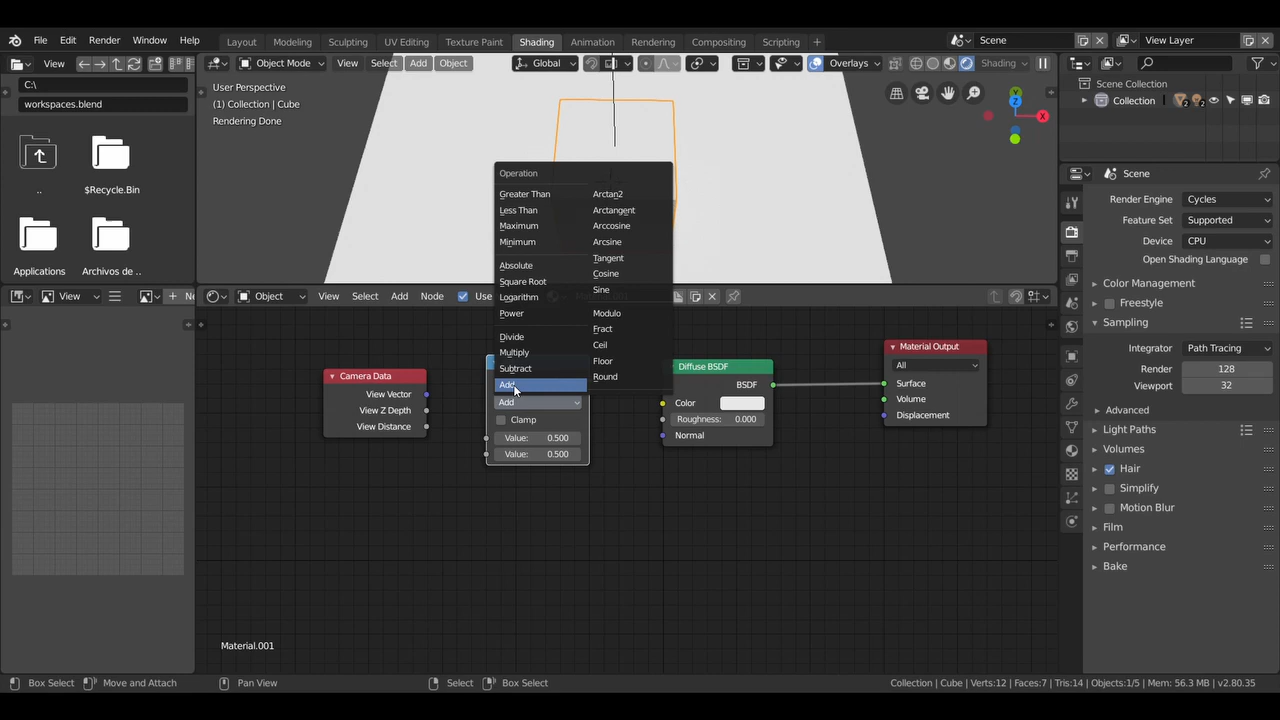 File Edit Render Window Help
Layout Modeling Sculpting UV Editing Texture Paint Shading Animation Rendering Compositing Scripting +
Scene
View Layer
View
C:\
workspaces.blend
..
$Recycle.Bin
Applications
Archivos de ..
Object Mode View Select Add Object Global Overlays Shading
User Perspective
(1) Collection | Cube
Rendering Done
Y
Z
X
Scene Collection
Collection
2
2
Scene
Render Engine Cycles
Feature Set Supported
Device CPU
Open Shading Language
Color Management
Freestyle
Sampling
Integrator Path Tracing
Render 128
Viewport 32
Advanced
Light Paths
Volumes
Hair
Simplify
Motion Blur
Film
Performance
Bake
View
Ne
Object View Select Add Node Use
Operation
Greater Than
Less Than
Maximum
Minimum
Absolute
Square Root
Logarithm
Power
Divide
Multiply
Subtract
Add
Arctan2
Arctangent
Arccosine
Arcsine
Tangent
Cosine
Sine
Modulo
Fract
Ceil
Floor
Round
Camera Data
View Vector
View Z Depth
View Distance
Add
Clamp
Value: 0.500
Value: 0.500
Diffuse BSDF
BSDF
Color
Roughness: 0.000
Normal
Material Output
All
Surface
Volume
Displacement
Material.001
Box Select Move and Attach Pan View Select Box Select
Collection | Cube | Verts:12 | Faces:7 | Tris:14 | Objects:1/5 | Mem: 56.3 MB | v2.80.35